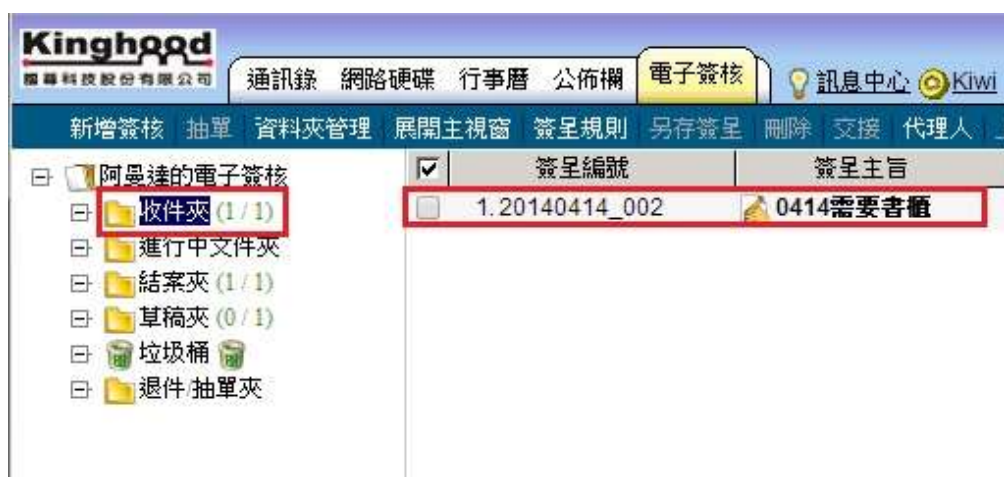 Kinghood
國華科技股份有限公司
通訊錄 網路硬碟 行事曆 公佈欄 電子簽核 訊息中心 Kiwi
新增簽核 抽單 資料夾管理 展開主視窗 簽呈規則 另存簽呈 刪除 交接 代理人
阿曼達的電子簽核
簽呈編號 簽呈主旨
收件夾 (1 / 1)
1.20140414_002 0414需要書櫃
進行中文件夾
結案夾 (1 / 1)
草稿夾 (0 / 1)
垃圾桶
退件/抽單夾